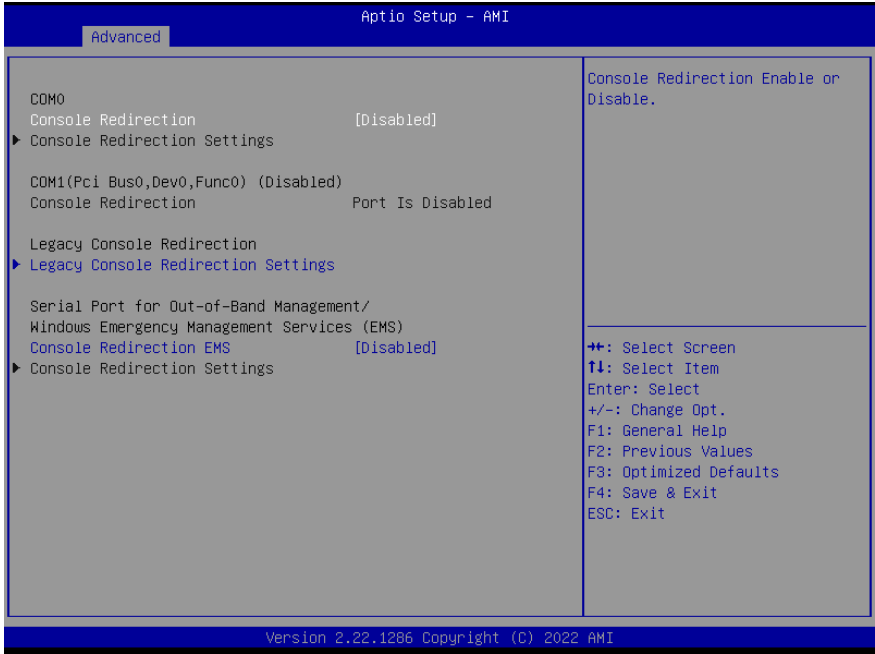 Aptio Setup – AMI
Advanced
COM0
Console Redirection [Disabled]
Console Redirection Settings
COM1(Pci Bus0,Dev0,Func0) (Disabled)
Console Redirection Port Is Disabled
Legacy Console Redirection
Legacy Console Redirection Settings
Serial Port for Out-of-Band Management/
Windows Emergency Management Services (EMS)
Console Redirection EMS [Disabled]
Console Redirection Settings
Console Redirection Enable or
Disable.
→←: Select Screen
↑↓: Select Item
Enter: Select
+/-: Change Opt.
F1: General Help
F2: Previous Values
F3: Optimized Defaults
F4: Save & Exit
ESC: Exit
Version 2.22.1286 Copyright (C) 2022 AMI